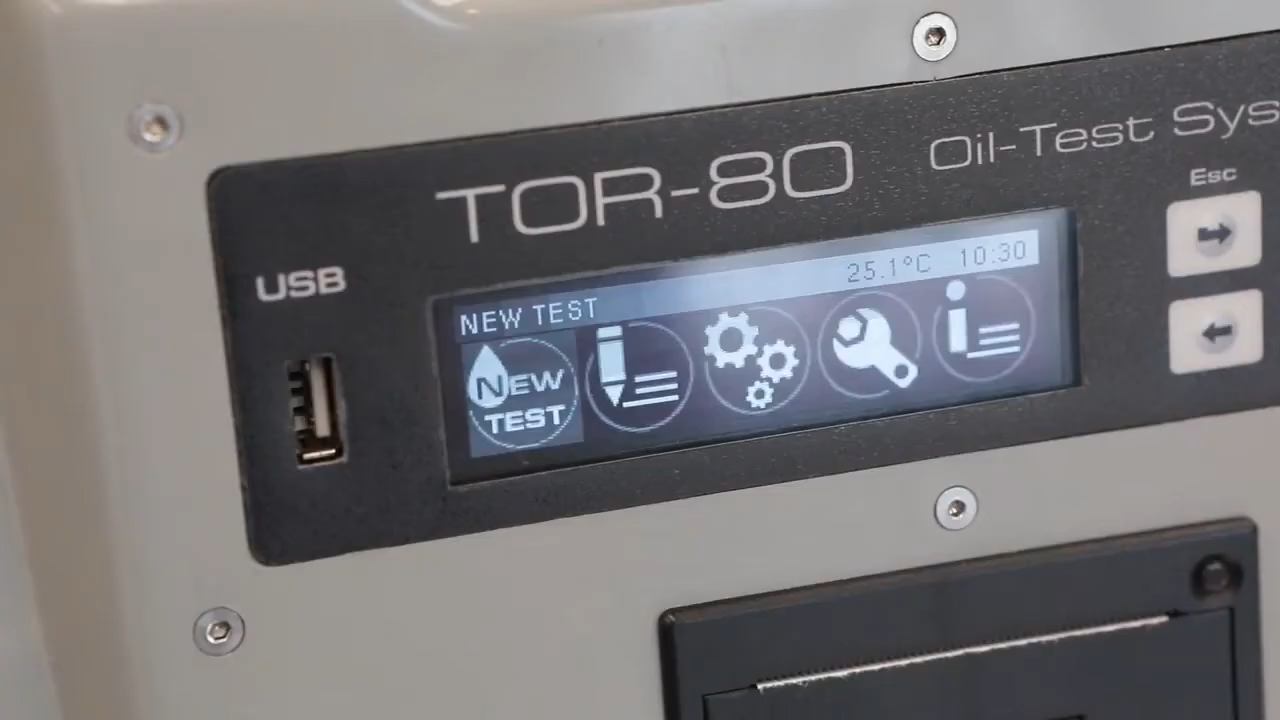 TOR-80 Oil-Test Sys
Esc
USB
NEW TEST 25.1°C 10:30
NEW
TEST